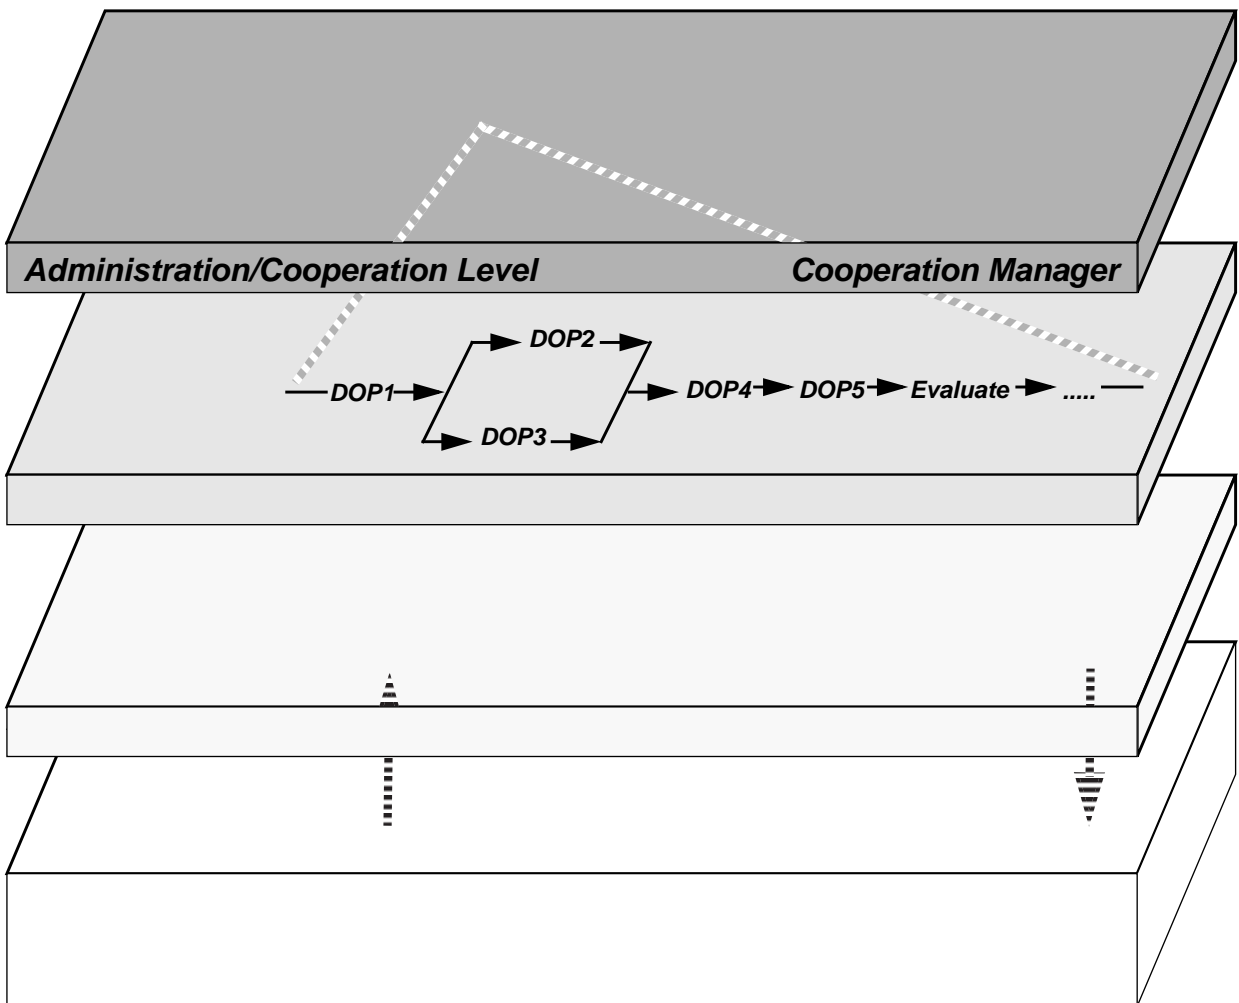 Administration/Cooperation Level Cooperation Manager
DOP2
DOP1 DOP4 DOP5 Evaluate .....
DOP3